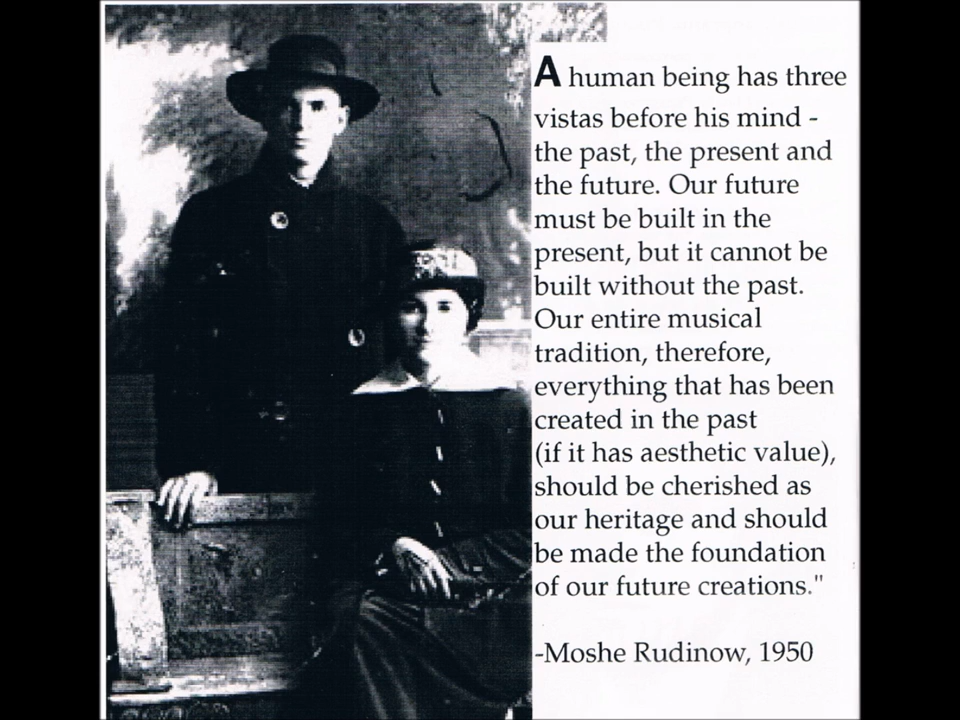 A human being has three
vistas before his mind -
the past, the present and
the future. Our future
must be built in the
present, but it cannot be
built without the past.
Our entire musical
tradition, therefore,
everything that has been
created in the past
(if it has aesthetic value),
should be cherished as
our heritage and should
be made the foundation
of our future creations."
-Moshe Rudinow, 1950